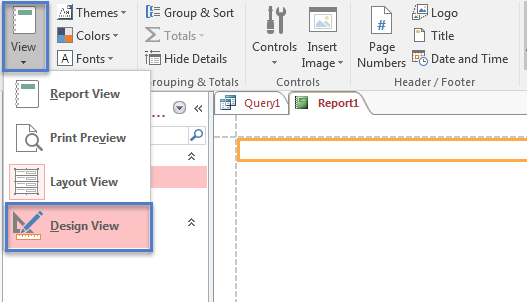 View
Themes
Colors
Fonts
Group & Sort
Totals
Hide Details
Grouping & Totals
Controls
Insert
Image
Controls
Page
Numbers
Logo
Title
Date and Time
Header / Footer
Report View
Print Preview
Layout View
Design View
...
Query1
Report1